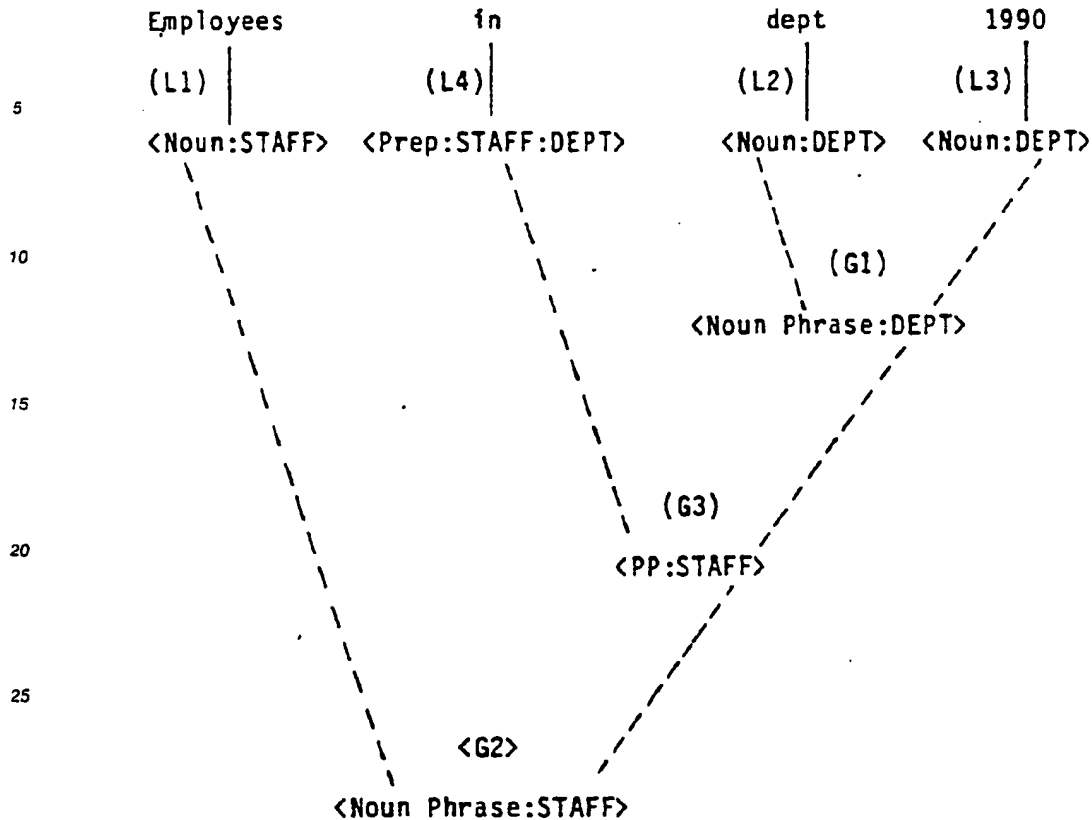 Employees in dept 1990
(L1) (L4) (L2) (L3)
5
<Noun:STAFF> <Prep:STAFF:DEPT> <Noun:DEPT> <Noun:DEPT>
10
(G1)
<Noun Phrase:DEPT>
15
(G3)
20
<PP:STAFF>
25
<G2>
<Noun Phrase:STAFF>